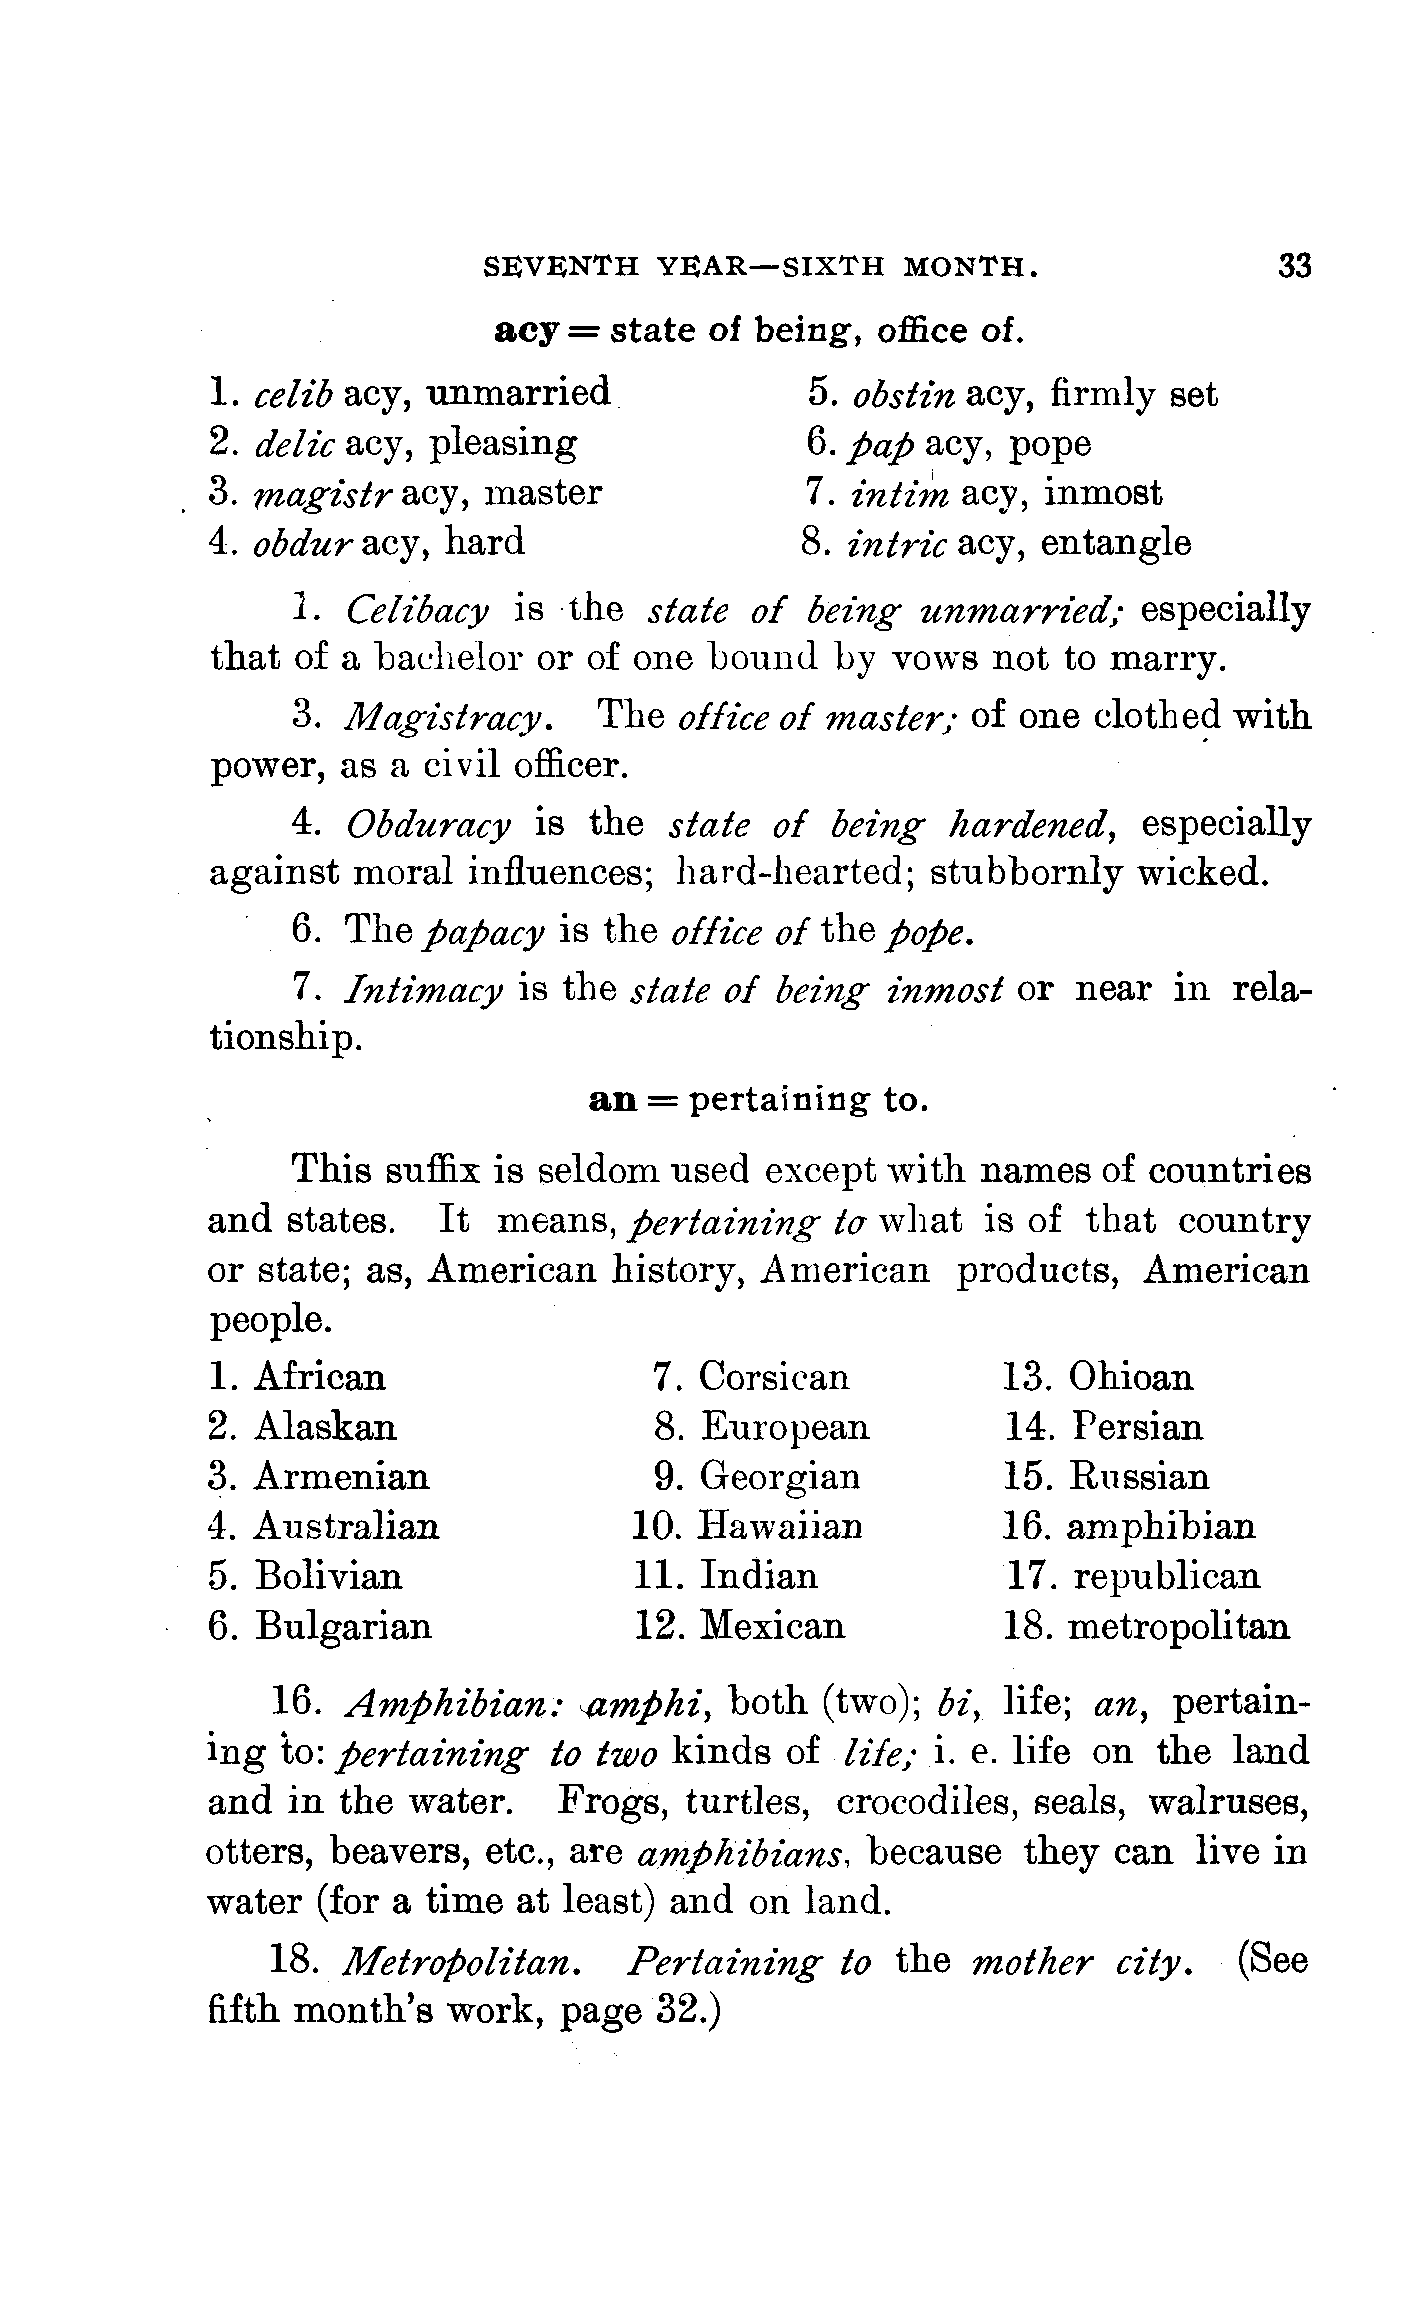 SEVENTH YEAR—SIXTH MONTH. 33
acy = state of being, office of.
1. celib acy, unmarried 5. obstin acy, firmly set
2. delic acy, pleasing 6. pap acy, pope
3. magistr acy, master 7. intim acy, inmost
4. obdur acy, hard 8. intric acy, entangle
1. Celibacy is the state of being unmarried; especially
that of a bachelor or of one bound by vows not to marry.
3. Magistracy. The office of master; of one clothed with
power, as a civil officer.
4. Obduracy is the state of being hardened, especially
against moral influences; hard-hearted; stubbornly wicked.
6. The papacy is the office of the pope.
7. Intimacy is the state of being inmost or near in rela-
tionship.
an = pertaining to.
This suffix is seldom used except with names of countries
and states. It means, pertaining to what is of that country
or state; as, American history, American products, American
people.
1. African 7. Corsican 13. Ohioan
2. Alaskan 8. European 14. Persian
3. Armenian 9. Georgian 15. Russian
4. Australian 10. Hawaiian 16. amphibian
5. Bolivian 11. Indian 17. republican
6. Bulgarian 12. Mexican 18. metropolitan
16. Amphibian: amphi, both (two); bi, life; an, pertain-
ing to: pertaining to two kinds of life; i. e. life on the land
and in the water. Frogs, turtles, crocodiles, seals, walruses,
otters, beavers, etc., are amphibians, because they can live in
water (for a time at least) and on land.
18. Metropolitan. Pertaining to the mother city. (See
fifth month's work, page 32.)